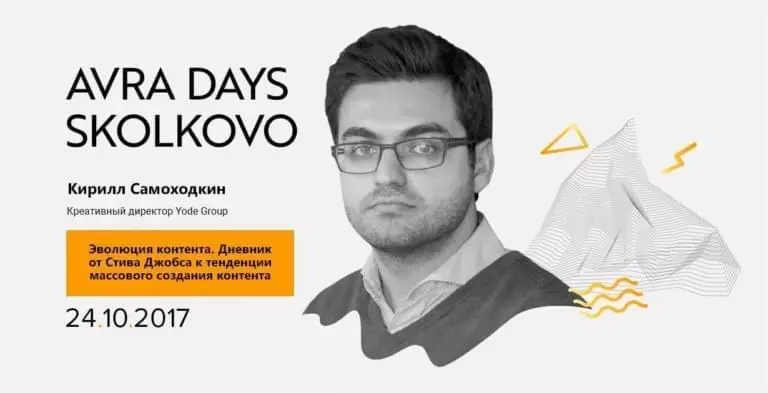 AVRA DAYS
SKOLKOVO
Кирилл Самоходкин
Креативный директор Yode Group
Эволюция контента. Дневник
от Стива Джобса к тенденции
массового создания контента
24.10.2017